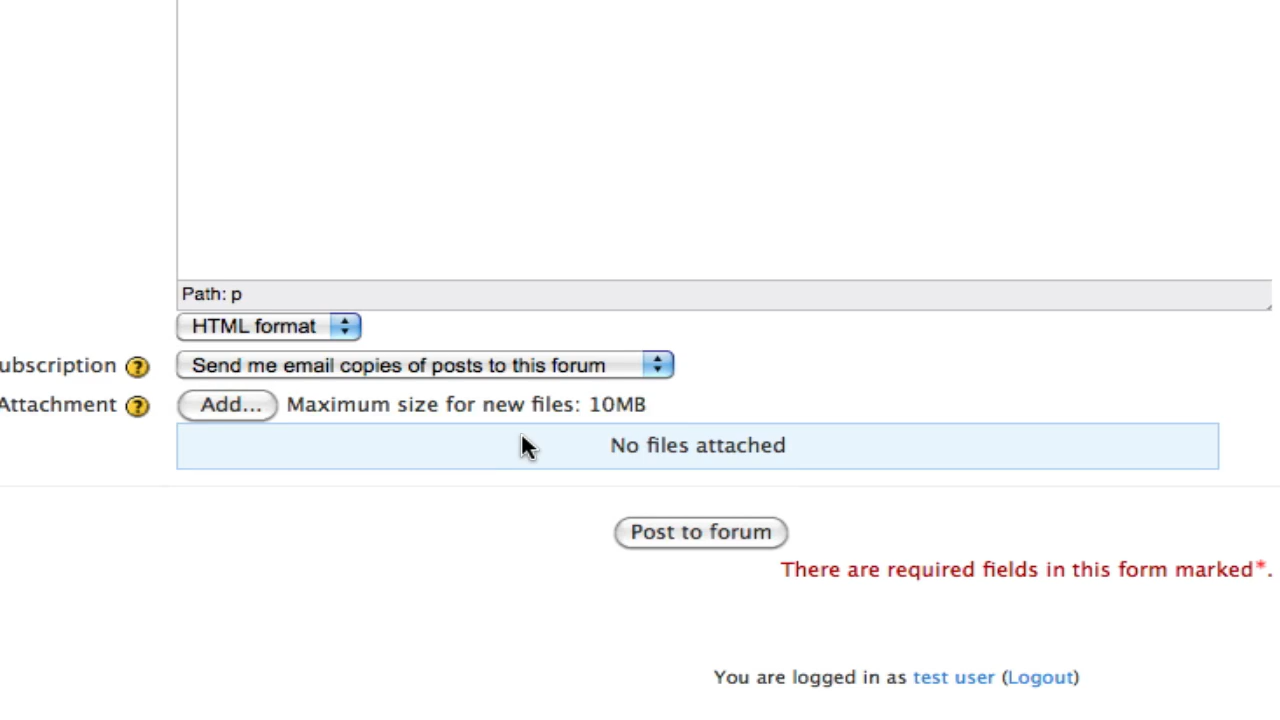 Path: p
HTML format
ubscription ? Send me email copies of posts to this forum
Attachment ? Add... Maximum size for new files: 10MB
No files attached
Post to forum
There are required fields in this form marked*.
You are logged in as test user (Logout)